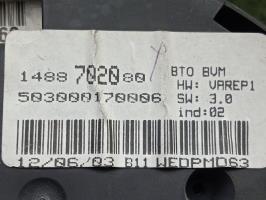 1488 7020 80
BTO BVM
HW: VAREP1
503000170006
SW: 3.0
ind:02
12/06/03 B11 WEDPMD63